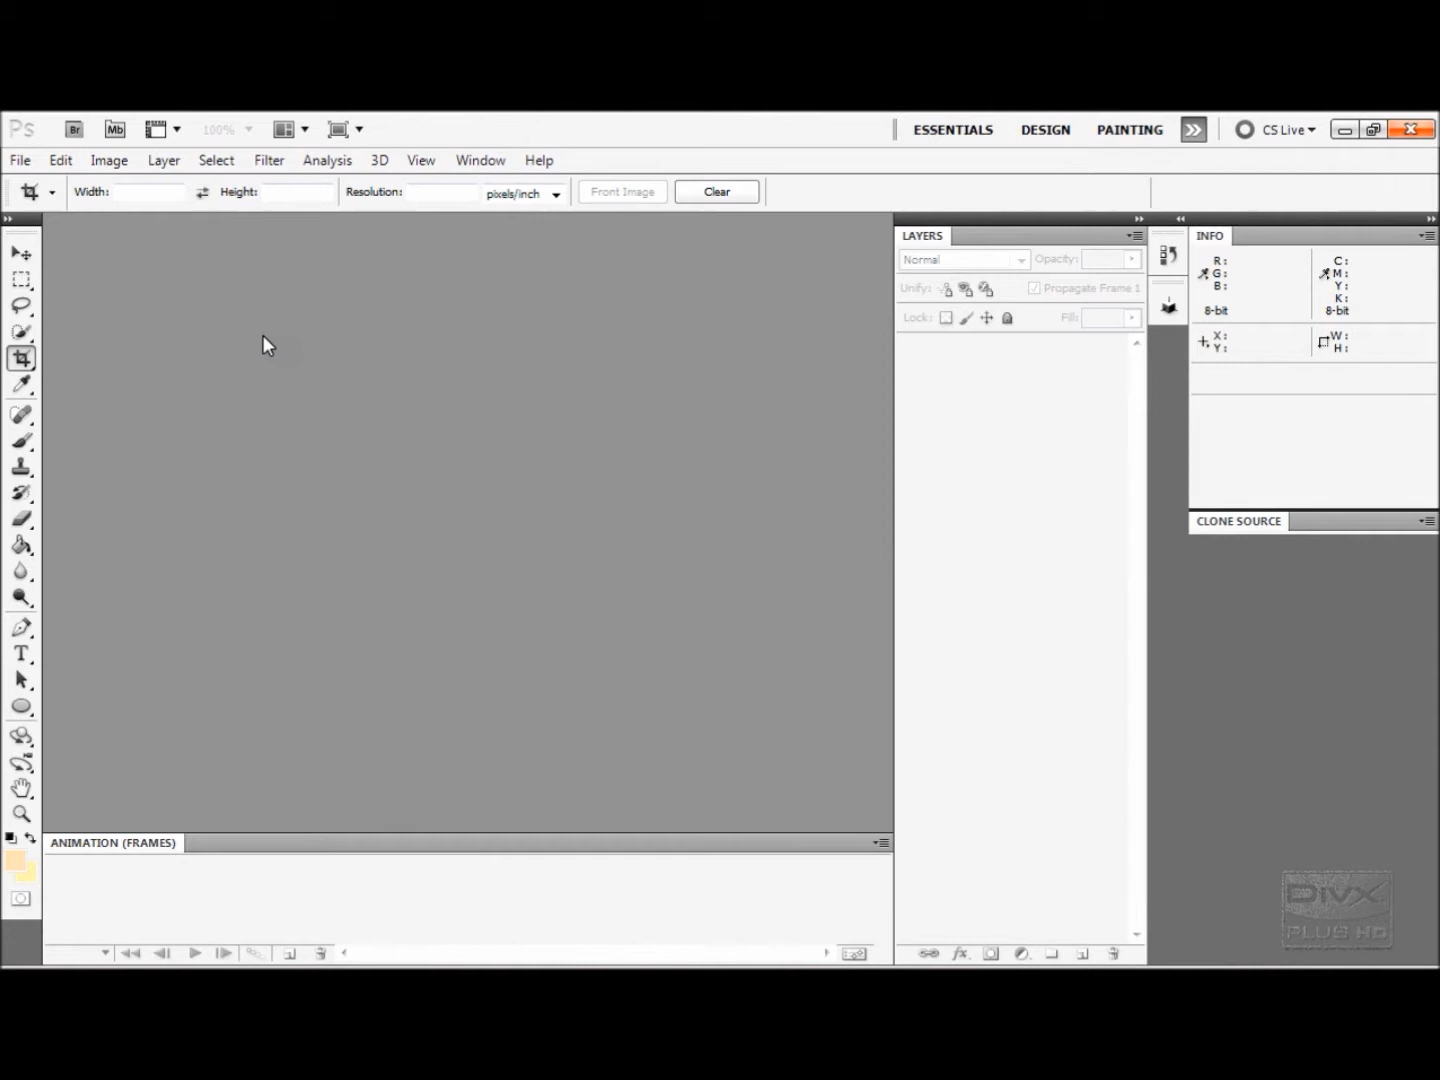 Ps Br Mb 100% ESSENTIALS DESIGN PAINTING CS Live
File Edit Image Layer Select Filter Analysis 3D View Window Help
Width: Height: Resolution: pixels/inch Front Image Clear
LAYERS
Normal Opacity:
Unify: Propagate Frame 1
Lock: Fill:
INFO
R: C:
G: M:
B: Y:
K:
8-bit 8-bit
X: W:
Y: H:
CLONE SOURCE
T
ANIMATION (FRAMES)
fx.
DIVX
PLUS HD